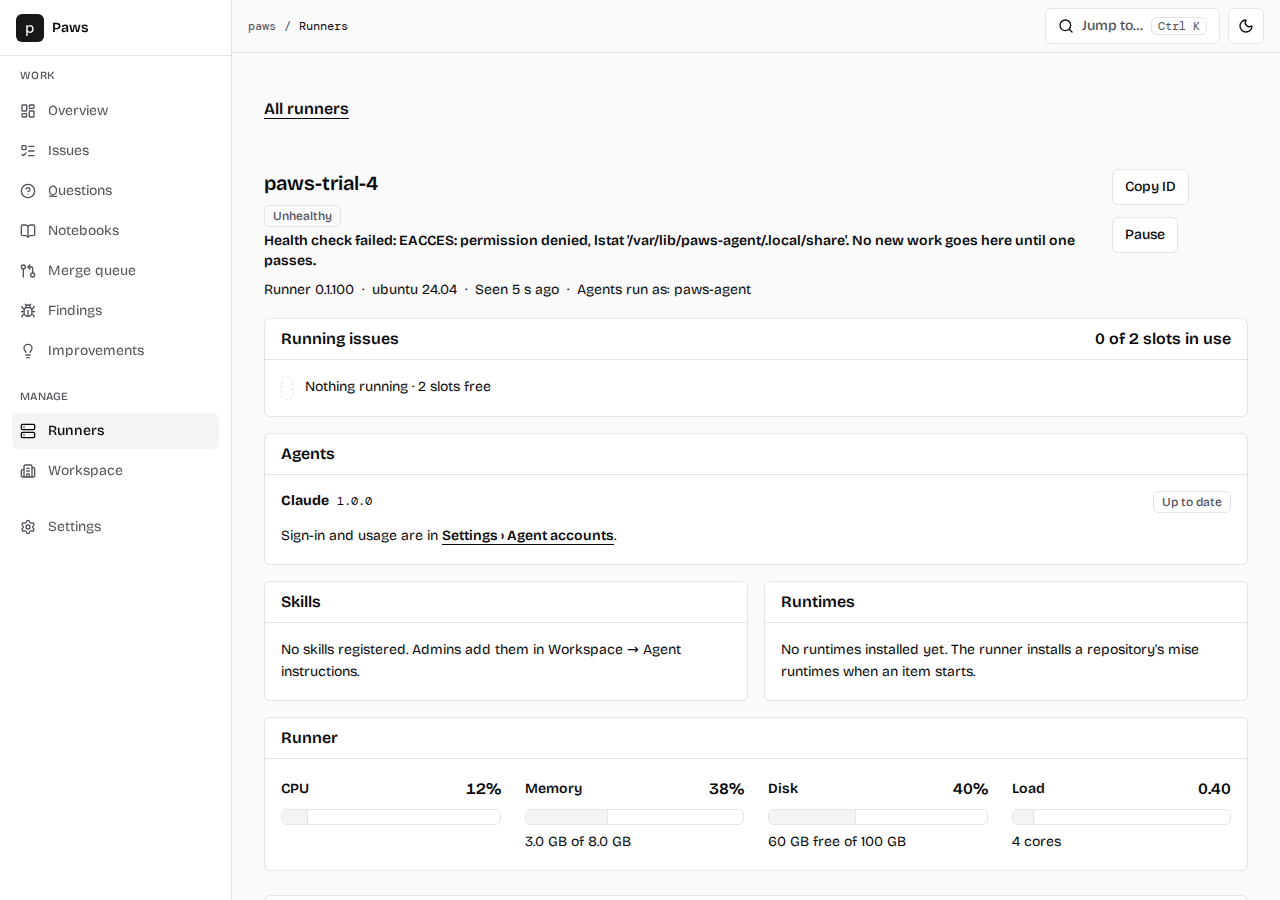 p Paws
paws / Runners
Jump to... Ctrl K
WORK
Overview
Issues
Questions
Notebooks
Merge queue
Findings
Improvements
MANAGE
Runners
Workspace
Settings
All runners
paws-trial-4
Copy ID
Unhealthy
Pause
Health check failed: EACCES: permission denied, lstat '/var/lib/paws-agent/.local/share'. No new work goes here until one
passes.
Runner 0.1.100 · ubuntu 24.04 · Seen 5 s ago · Agents run as: paws-agent
Running issues 0 of 2 slots in use
Nothing running · 2 slots free
Agents
Claude 1.0.0 Up to date
Sign-in and usage are in Settings › Agent accounts.
Skills
No skills registered. Admins add them in Workspace → Agent
instructions.
Runtimes
No runtimes installed yet. The runner installs a repository's mise
runtimes when an item starts.
Runner
CPU 12%
Memory 38%
3.0 GB of 8.0 GB
Disk 40%
60 GB free of 100 GB
Load 0.40
4 cores